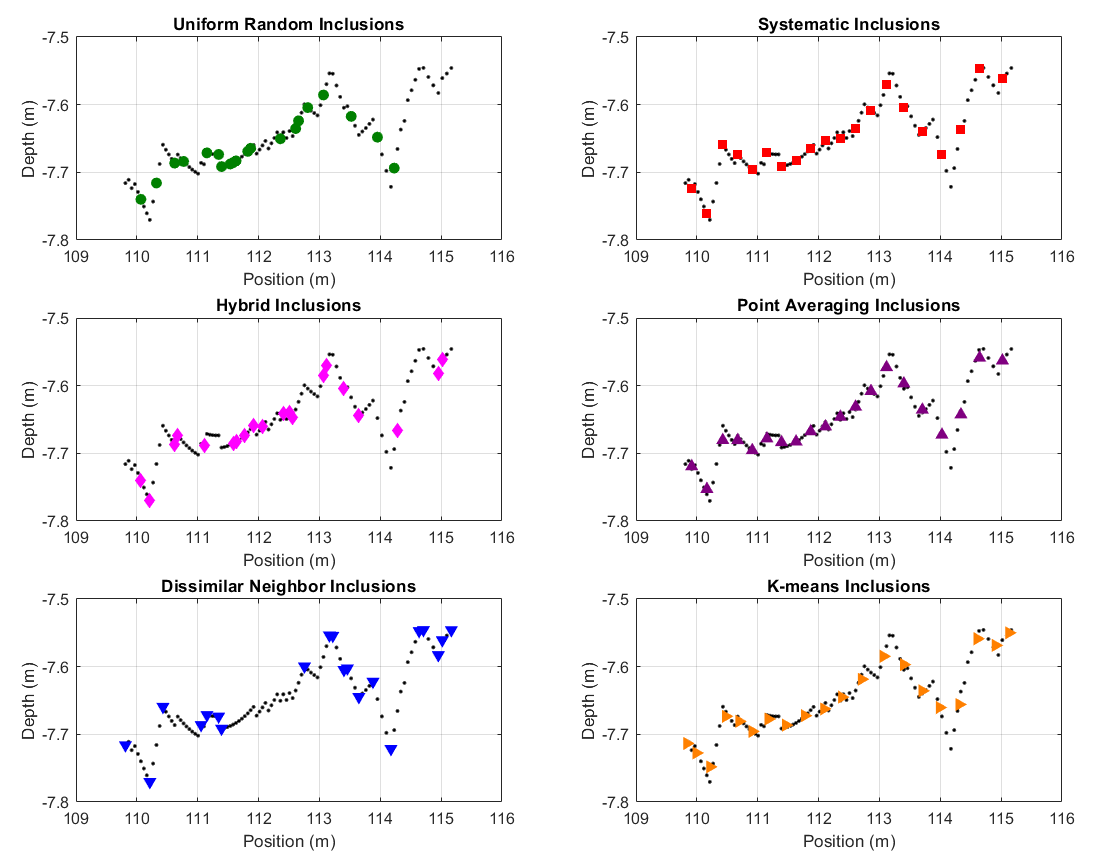 Uniform Random Inclusions
-7.5
-7.6
-7.7
-7.8
Depth (m)
109 110 111 112 113 114 115 116
Position (m)
Systematic Inclusions
-7.5
-7.6
-7.7
-7.8
Depth (m)
109 110 111 112 113 114 115 116
Position (m)
Hybrid Inclusions
-7.5
-7.6
-7.7
-7.8
Depth (m)
109 110 111 112 113 114 115 116
Position (m)
Point Averaging Inclusions
-7.5
-7.6
-7.7
-7.8
Depth (m)
109 110 111 112 113 114 115 116
Position (m)
Dissimilar Neighbor Inclusions
-7.5
-7.6
-7.7
-7.8
Depth (m)
109 110 111 112 113 114 115 116
Position (m)
K-means Inclusions
-7.5
-7.6
-7.7
-7.8
Depth (m)
109 110 111 112 113 114 115 116
Position (m)